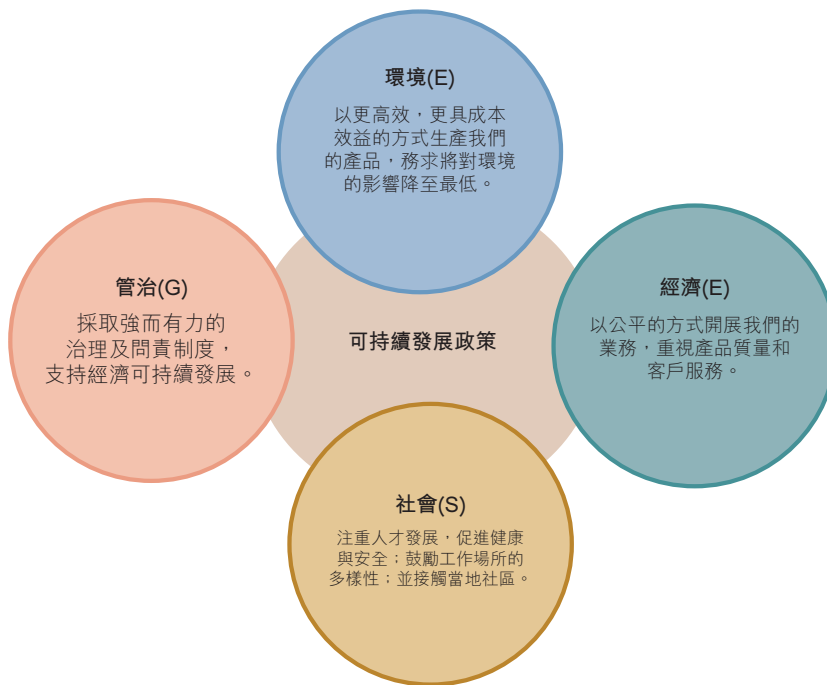 環境(E)
以更高效，更具成本
效益的方式生產我們
的產品，務求將對環境
的影響降至最低。
管治(G)
採取強而有力的
治理及問責制度，
支持經濟可持續發展。
可持續發展政策
經濟(E)
以公平的方式開展我們的
業務，重視產品質量和
客戶服務。
社會(S)
注重人才發展，促進健康
與安全；鼓勵工作場所的
多樣性；並接觸當地社區。